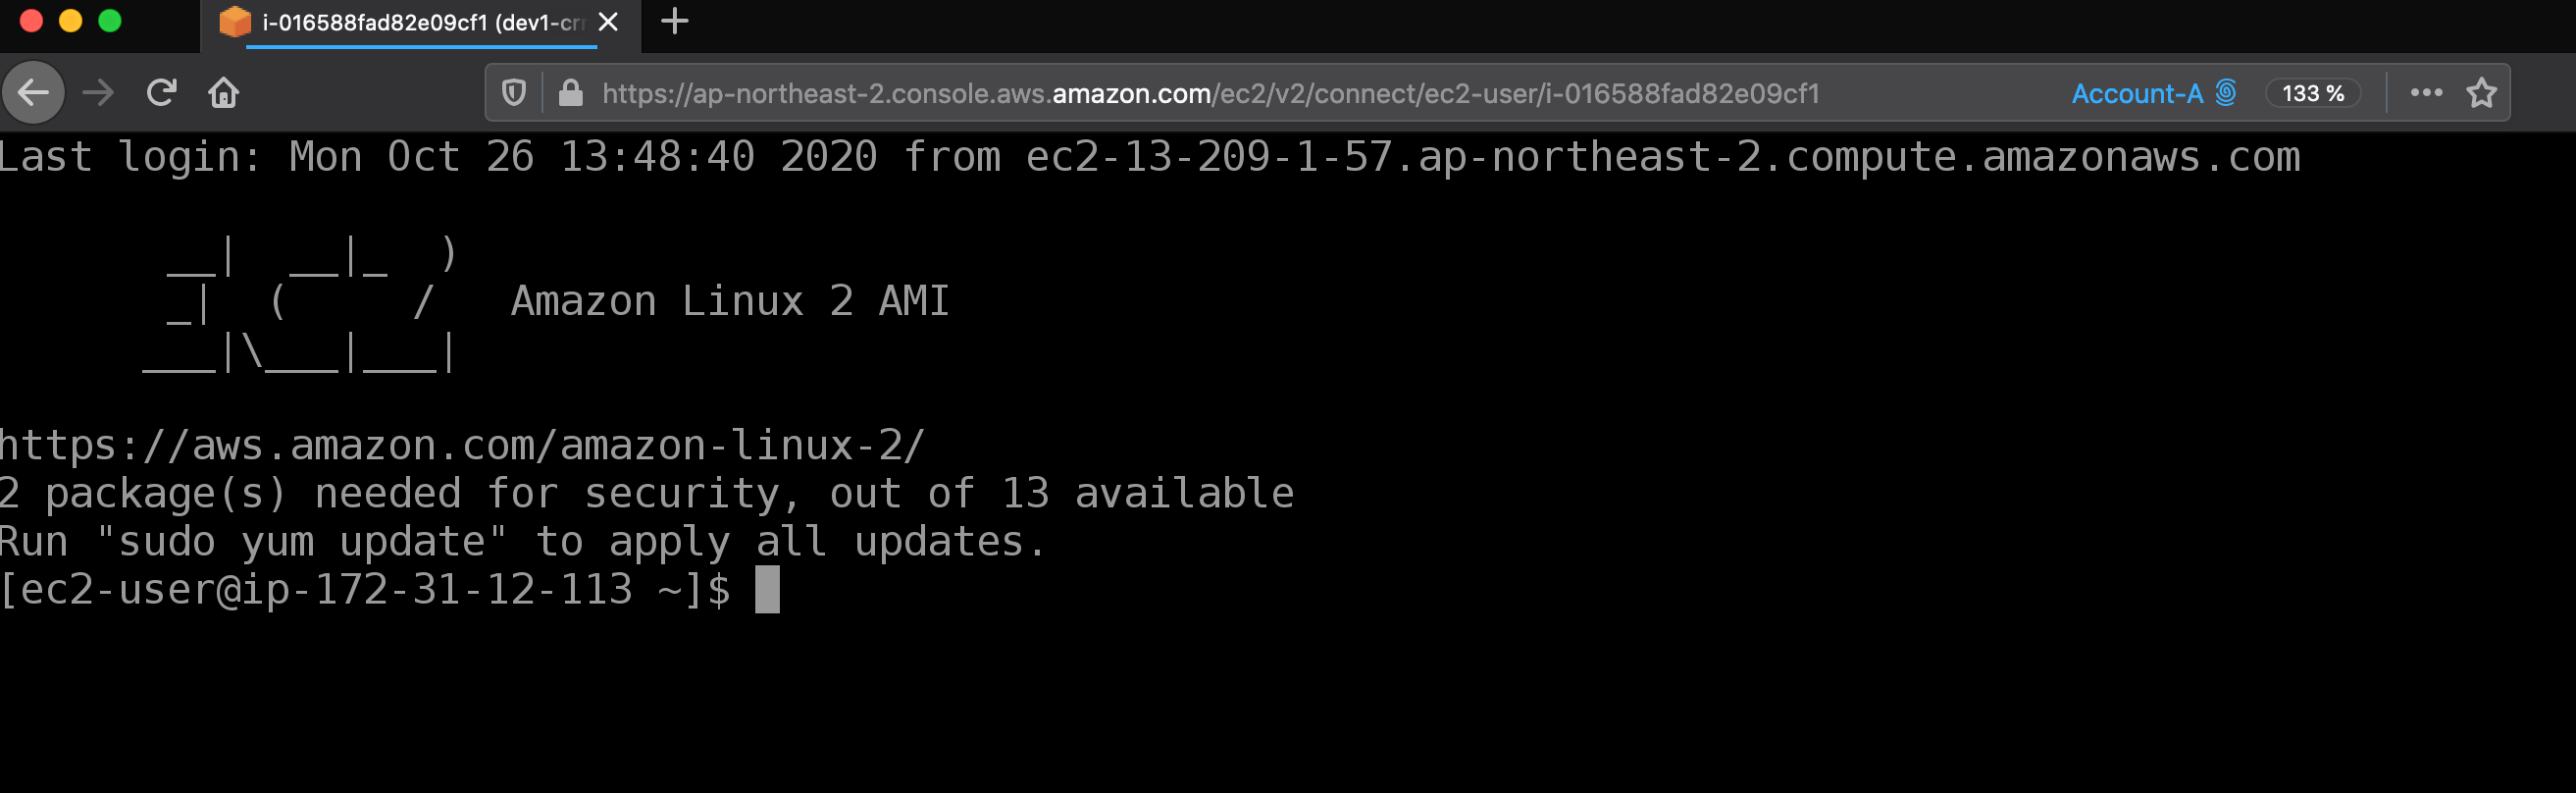 i-016588fad82e09cf1 (dev1-cr
https://ap-northeast-2.console.aws.amazon.com/ec2/v2/connect/ec2-user/i-016588fad82e09cf1 Account-A 133 %
Last login: Mon Oct 26 13:48:40 2020 from ec2-13-209-1-57.ap-northeast-2.compute.amazonaws.com
       __|  __|_  )
       _|  (     /   Amazon Linux 2 AMI
      ___|\___|___|
https://aws.amazon.com/amazon-linux-2/
2 package(s) needed for security, out of 13 available
Run "sudo yum update" to apply all updates.
[ec2-user@ip-172-31-12-113 ~]$